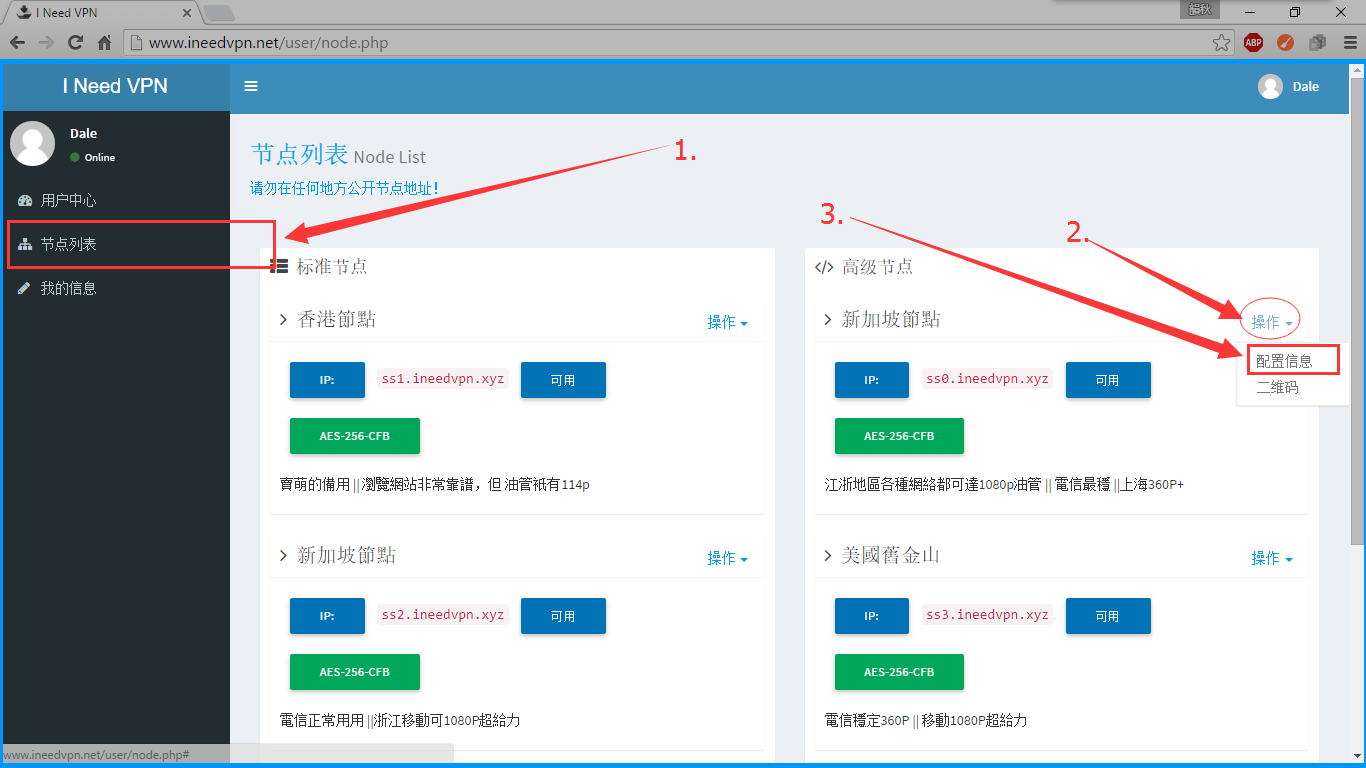 I Need VPN
韶秋
www.ineedvpn.net/user/node.php
ABP
I Need VPN
Dale
Dale
Online
用户中心
节点列表
我的信息
节点列表 Node List
请勿在任何地方公开节点地址！
1.
2.
3.
标准节点
香港節點
操作
IP:
ss1.ineedvpn.xyz
可用
AES-256-CFB
賣萌的備用 || 瀏覽網站非常靠譜，但 油管衹有114p
新加坡節點
操作
IP:
ss2.ineedvpn.xyz
可用
AES-256-CFB
電信正常用用 ||浙江移動可1080P超給力
高级节点
新加坡節點
操作
配置信息
二维码
IP:
ss0.ineedvpn.xyz
可用
AES-256-CFB
江浙地區各種網絡都可達1080p油管 || 電信最穩 ||上海360P+
美國舊金山
操作
IP:
ss3.ineedvpn.xyz
可用
AES-256-CFB
電信穩定360P || 移動1080P超給力
www.ineedvpn.net/user/node.php#